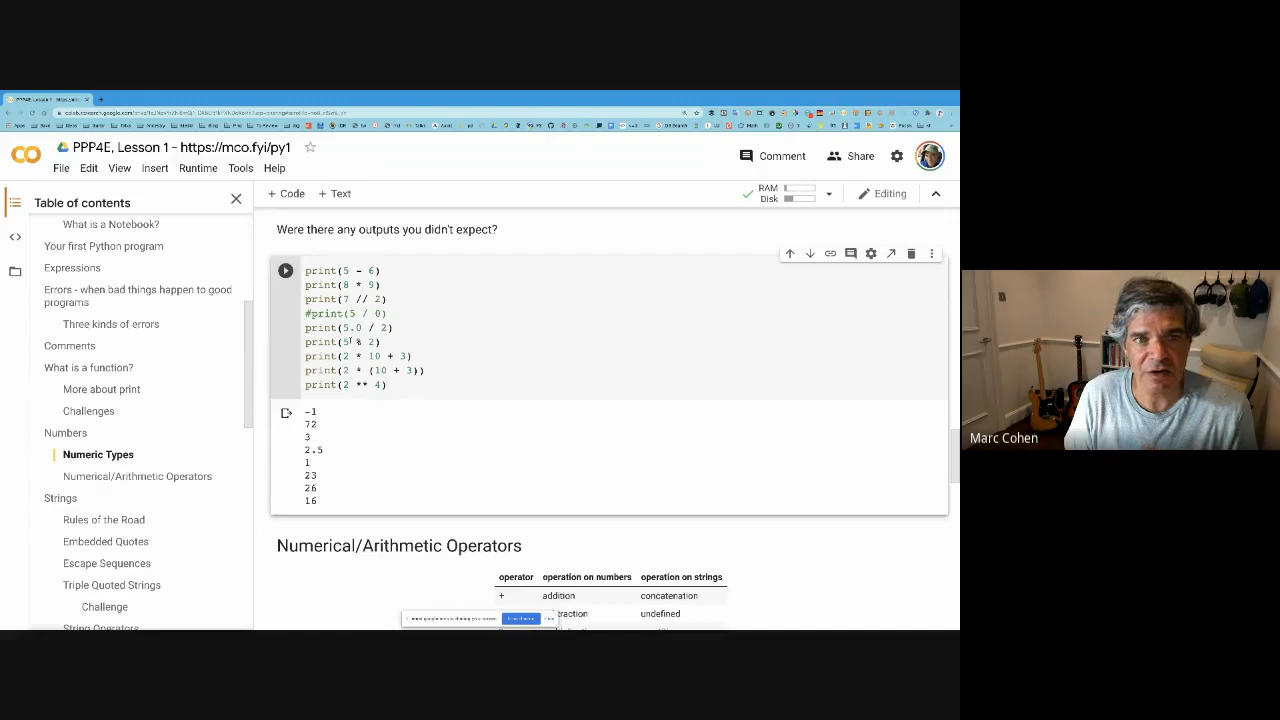 PPP4E, Lesson 1 - https://mco.fyi/py1
File Edit View Insert Runtime Tools Help
Comment
Share
+ Code + Text
RAM
Disk
Editing
Table of contents
What is a Notebook?
Your first Python program
Expressions
Errors - when bad things happen to good
programs
Three kinds of errors
Comments
What is a function?
More about print
Challenges
Numbers
Numeric Types
Numerical/Arithmetic Operators
Strings
Rules of the Road
Embedded Quotes
Escape Sequences
Triple Quoted Strings
Challenge
String Operators
Were there any outputs you didn't expect?
print(5 - 6)
print(8 * 9)
print(7 // 2)
#print(5 / 0)
print(5.0 / 2)
print(5 % 2)
print(2 * 10 + 3)
print(2 * (10 + 3))
print(2 ** 4)
-1
72
3
2.5
1
23
26
16
Numerical/Arithmetic Operators
operator operation on numbers operation on strings
+ addition concatenation
traction undefined
Marc Cohen